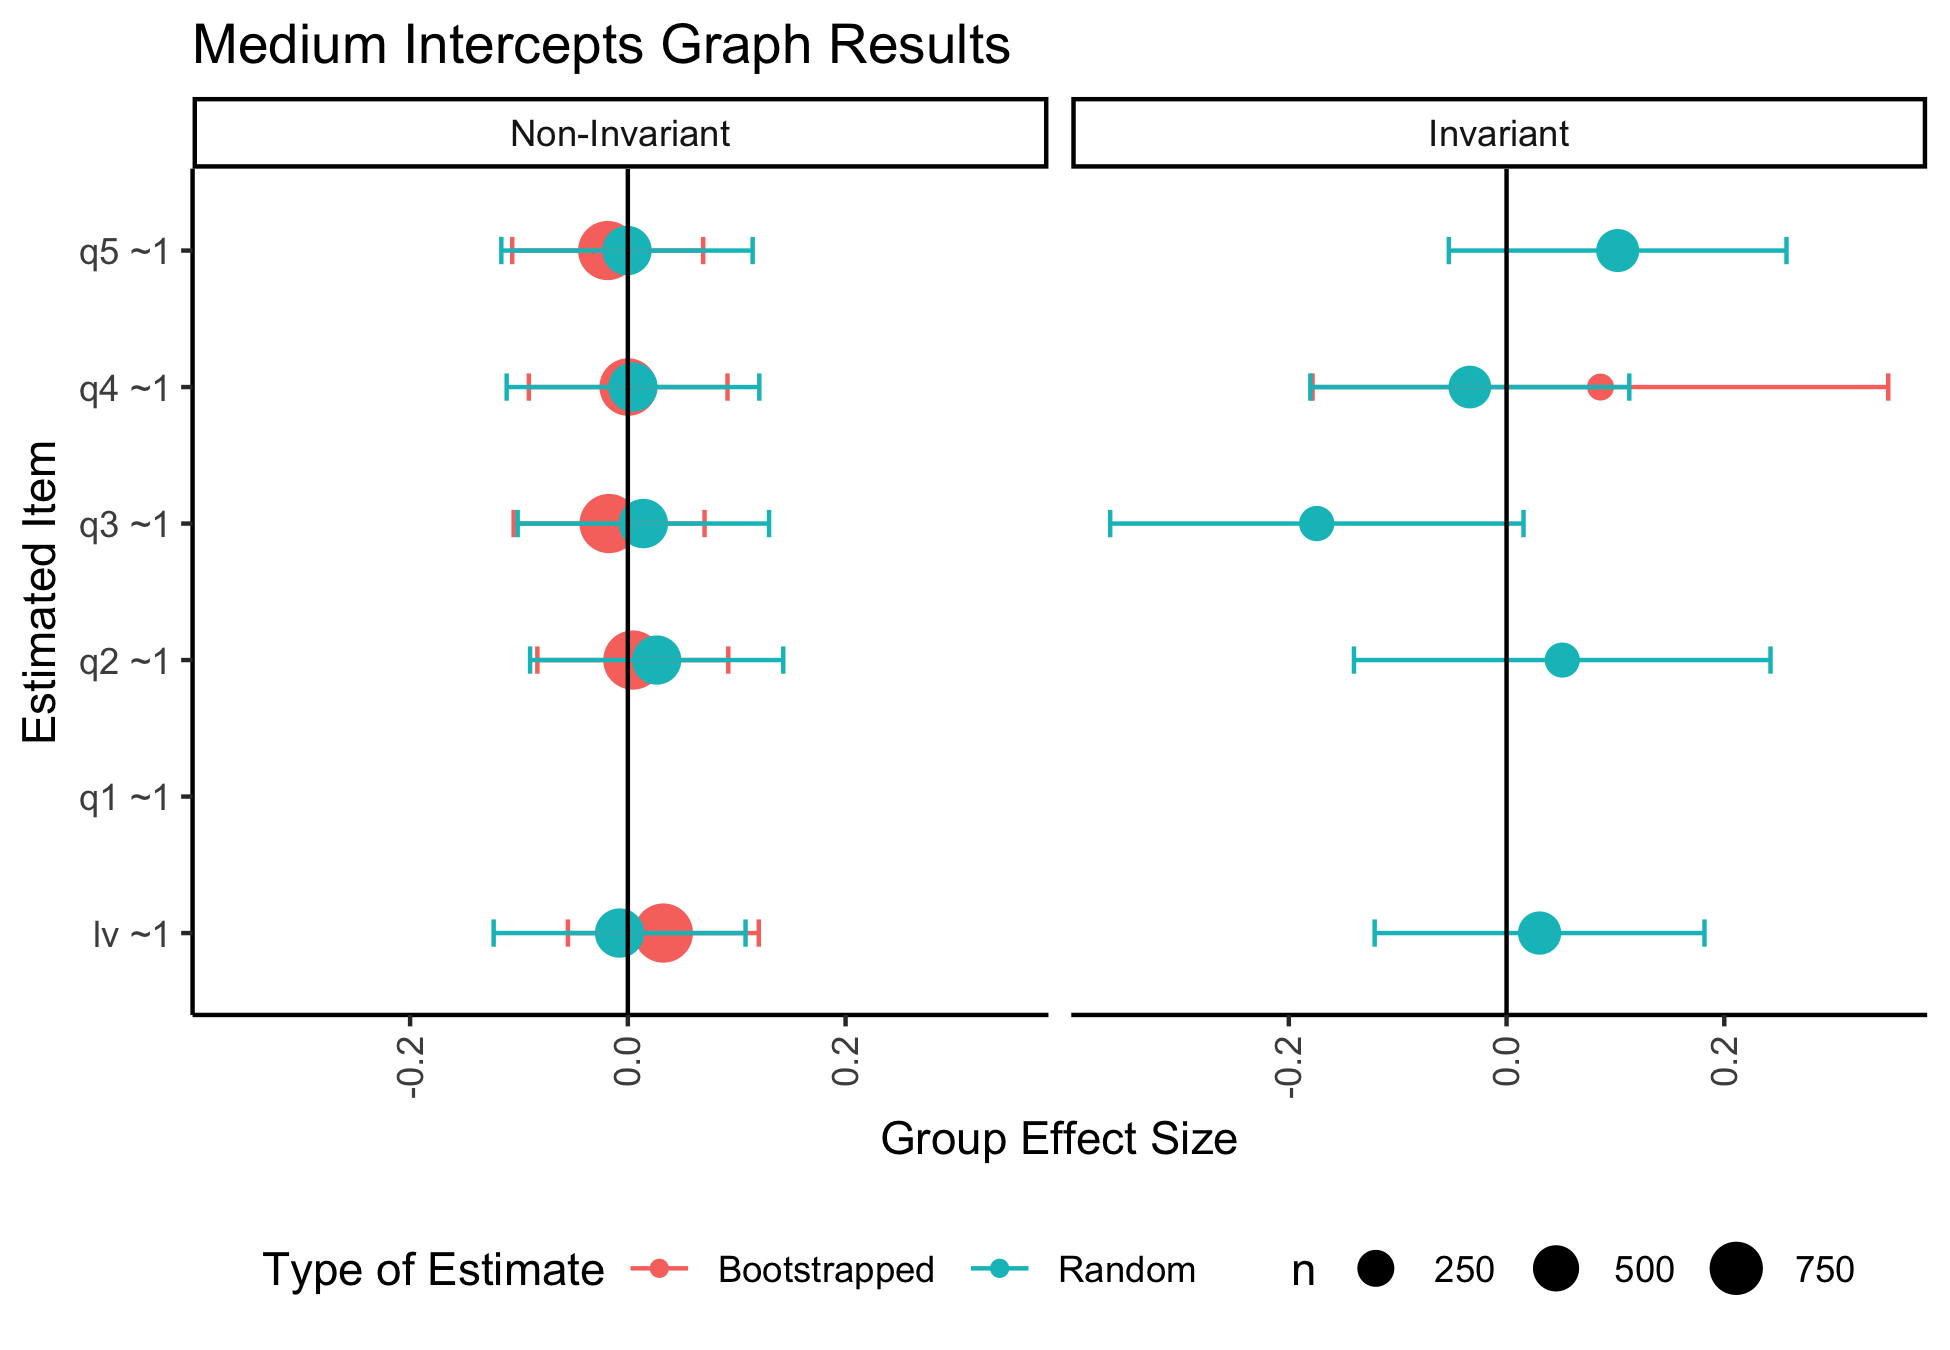 Medium Intercepts Graph Results
Non-Invariant
Invariant
Estimated Item
q5 ~1
q4 ~1
q3 ~1
q2 ~1
q1 ~1
lv ~1
-0.2 0.0 0.2
-0.2 0.0 0.2
Group Effect Size
Type of Estimate Bootstrapped Random n 250 500 750